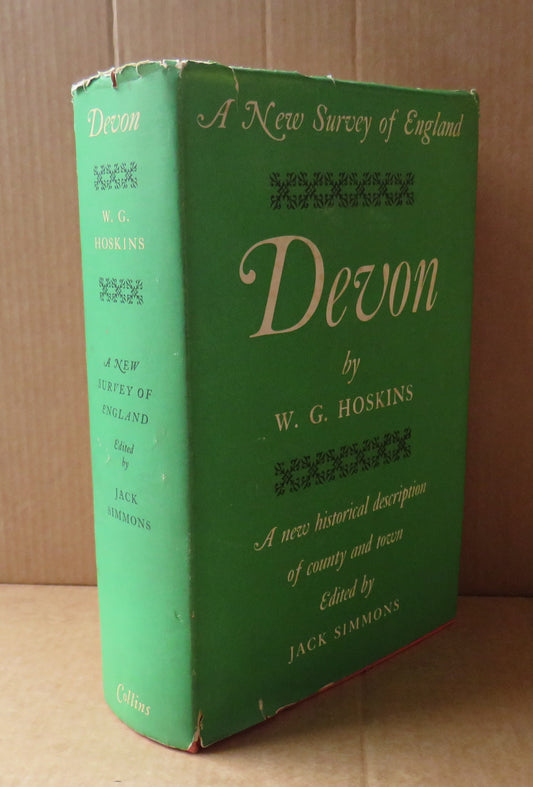 Devon
W. G.
HOSKINS
A NEW
SURVEY OF
ENGLAND
Edited
by
JACK
SIMMONS
Collins
A New Survey of England
Devon
by
W. G. HOSKINS
A new historical description
of county and town
Edited by
JACK SIMMONS